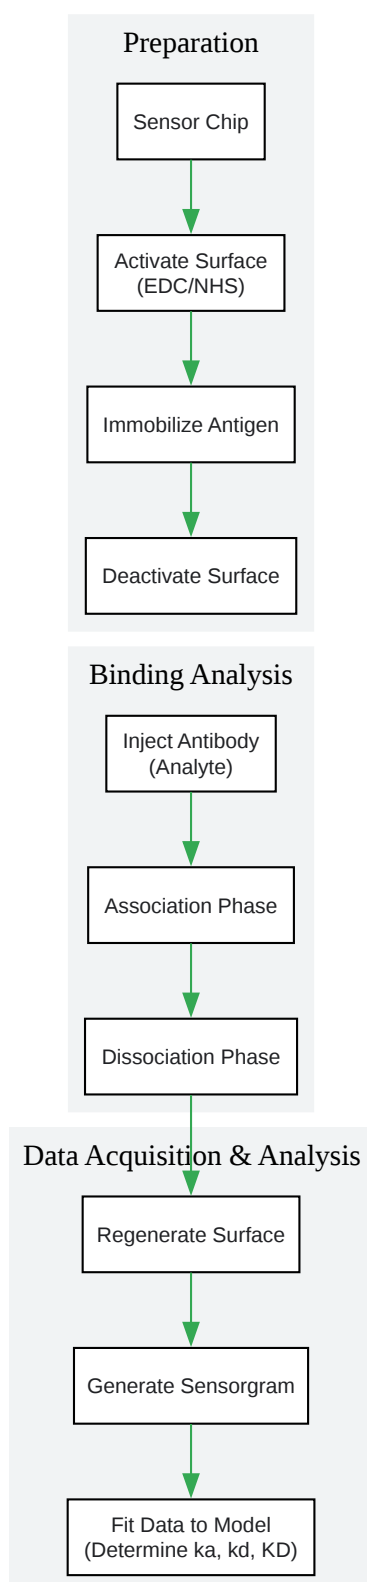 Preparation
Sensor Chip
Activate Surface
(EDC/NHS)
Immobilize Antigen
Deactivate Surface
Binding Analysis
Inject Antibody
(Analyte)
Association Phase
Dissociation Phase
Data Acquisition & Analysis
Regenerate Surface
Generate Sensorgram
Fit Data to Model
(Determine ka, kd, KD)